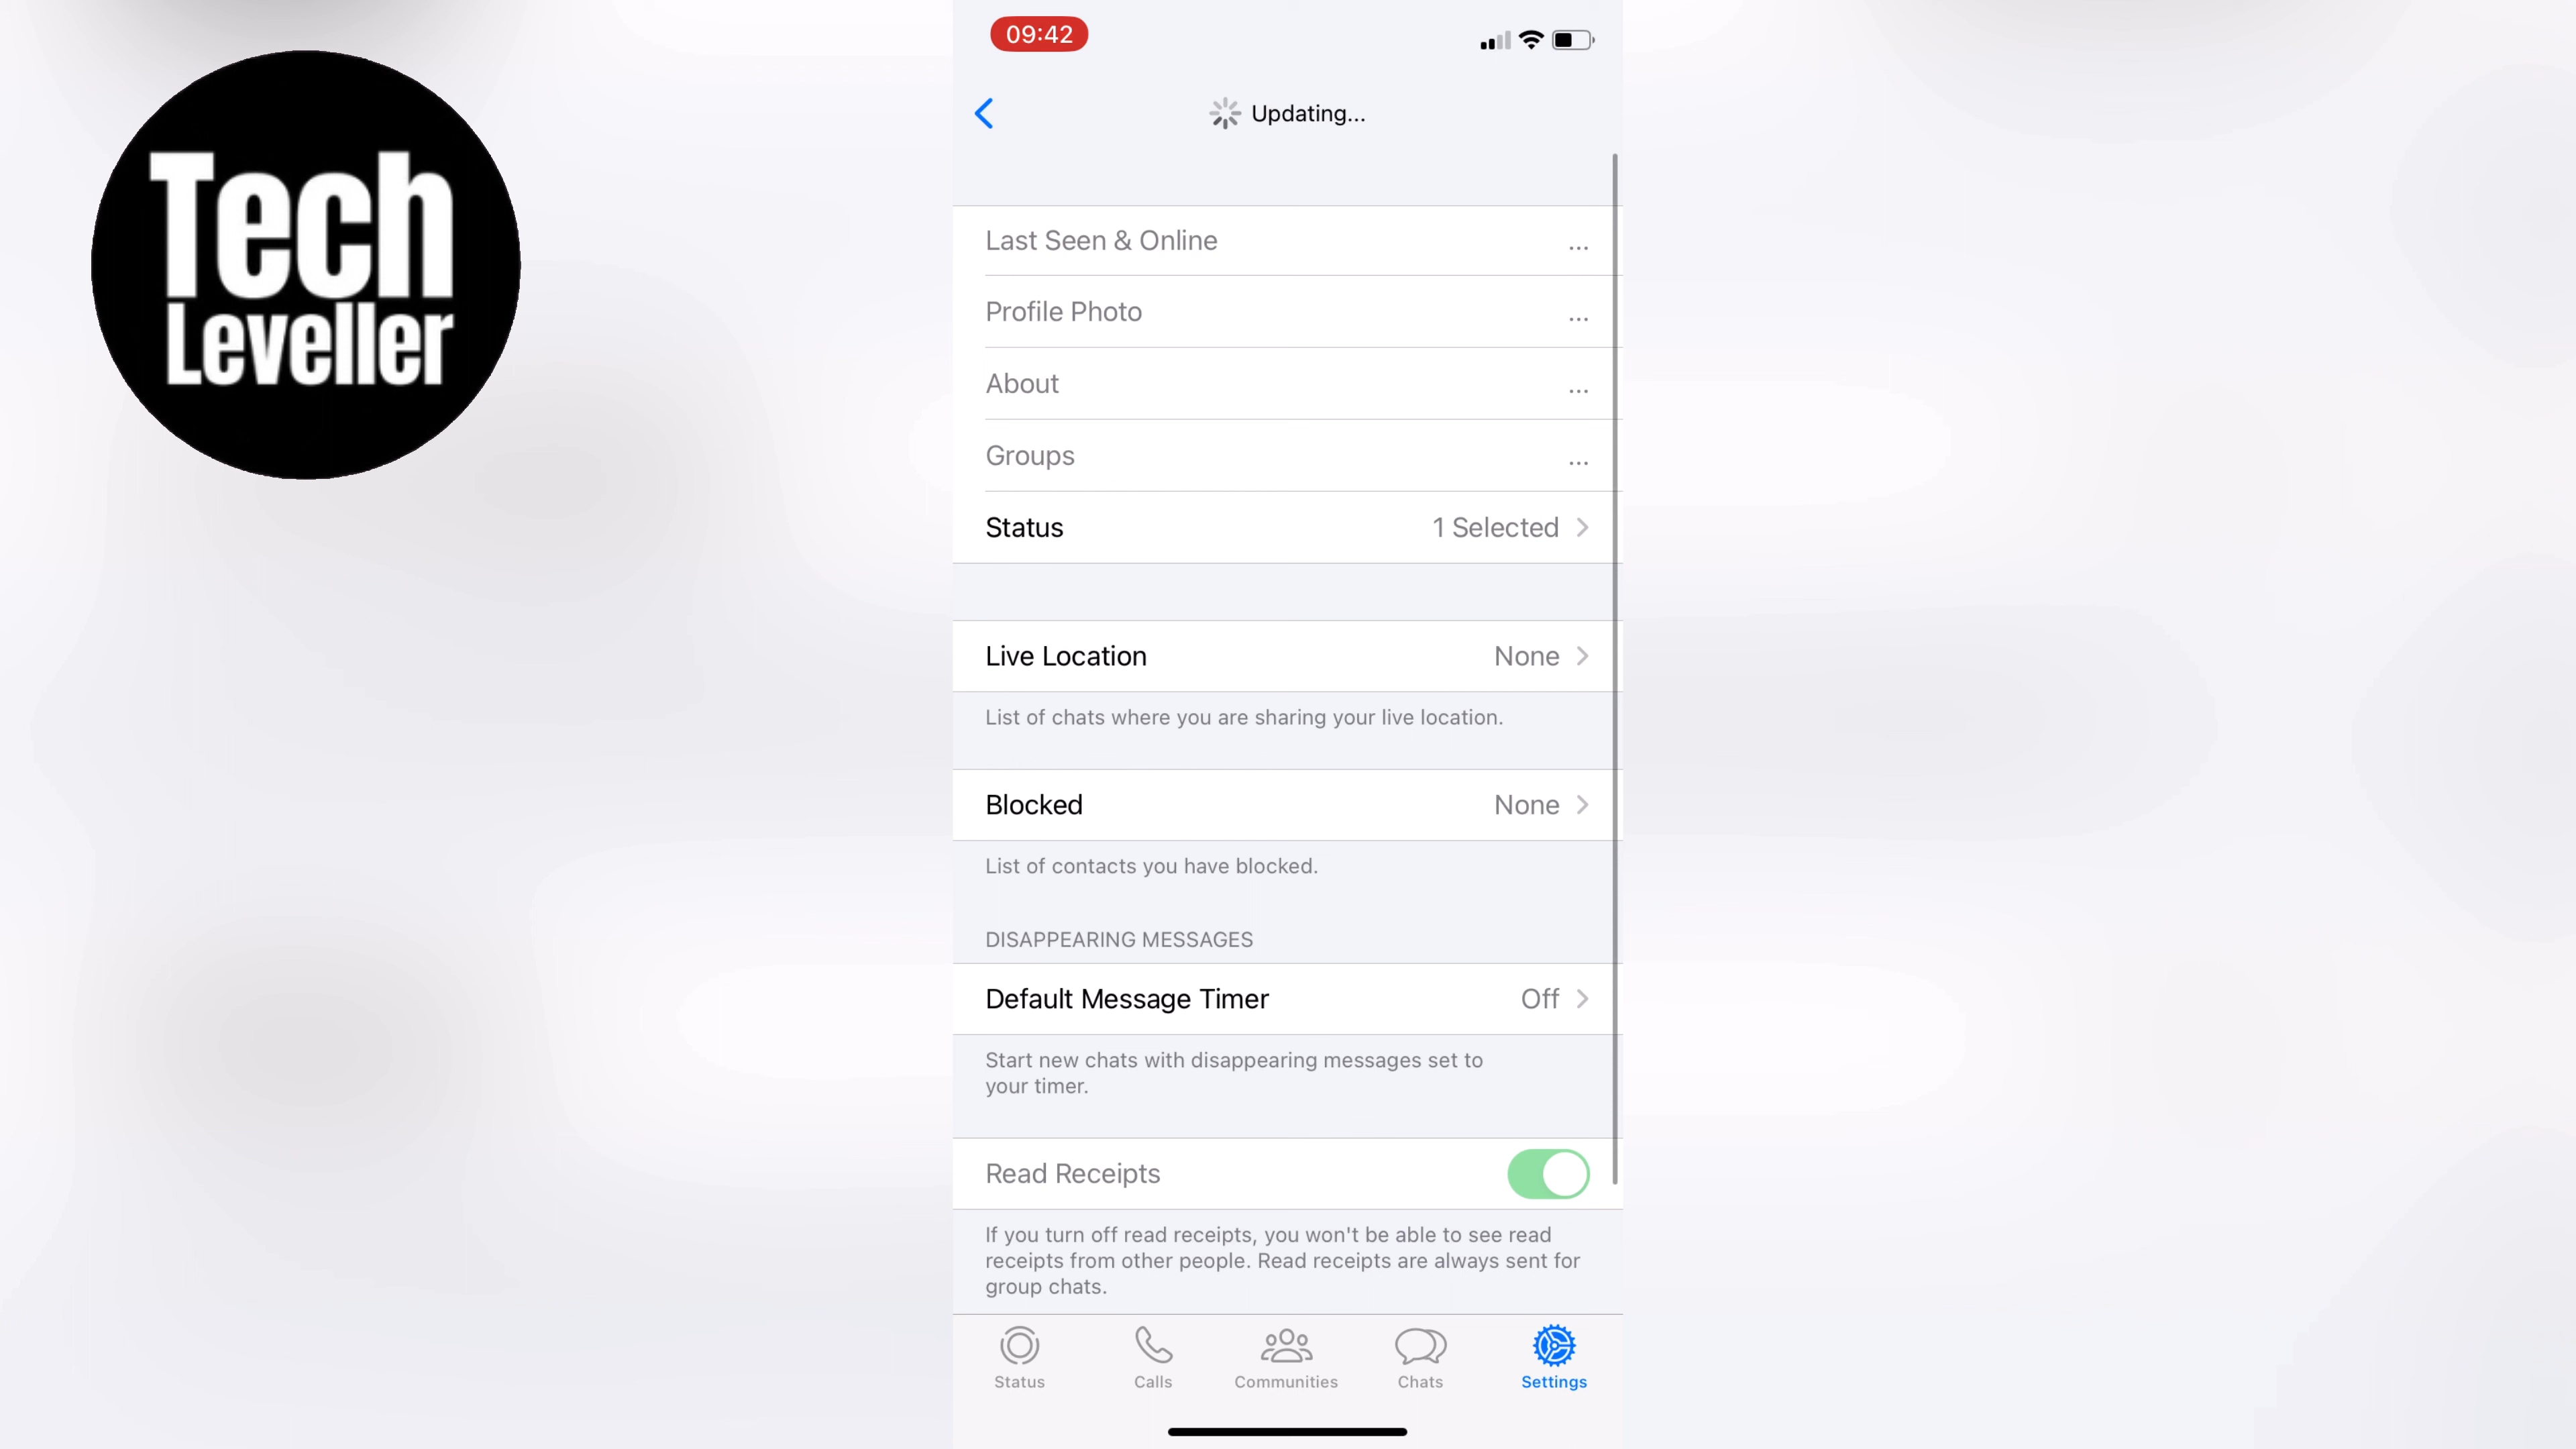 Tech
Leveller
09:42
Updating...
Last Seen & Online ...
Profile Photo ...
About ...
Groups ...
Status 1 Selected
Live Location None
List of chats where you are sharing your live location.
Blocked None
List of contacts you have blocked.
DISAPPEARING MESSAGES
Default Message Timer Off
Start new chats with disappearing messages set to
your timer.
Read Receipts
If you turn off read receipts, you won't be able to see read
receipts from other people. Read receipts are always sent for
group chats.
Status Calls Communities Chats Settings